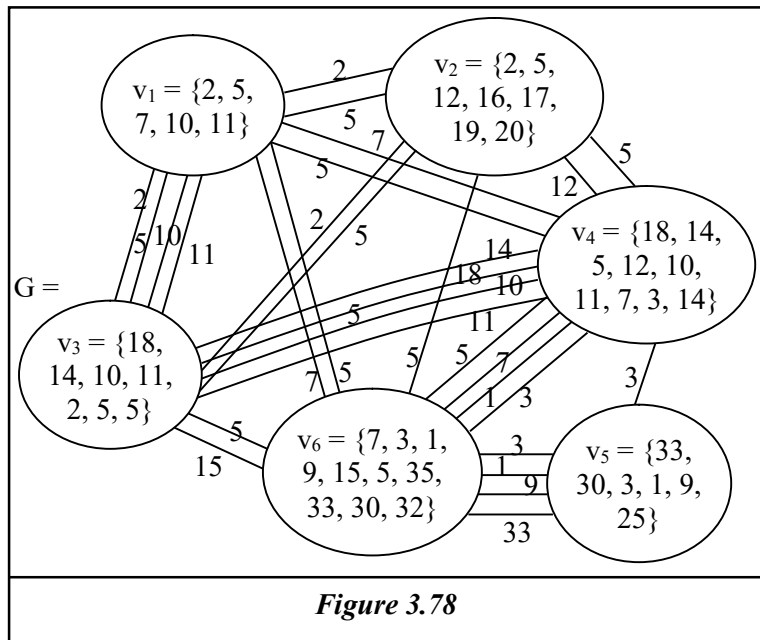 v₁ = {2, 5,
7, 10, 11}
v₂ = {2, 5,
12, 16, 17,
19, 20}
2
5
7
5
5
12
2
5
10
11
2
5
v₄ = {18, 14,
5, 12, 10,
11, 7, 3, 14}
14
18
10
5
11
G =
v₃ = {18,
14, 10, 11,
2, 5, 5}
7
5
5
5
7
1
3
3
5
15
v₆ = {7, 3, 1,
9, 15, 5, 35,
33, 30, 32}
3
1
9
33
v₅ = {33,
30, 3, 1, 9,
25}
Figure 3.78